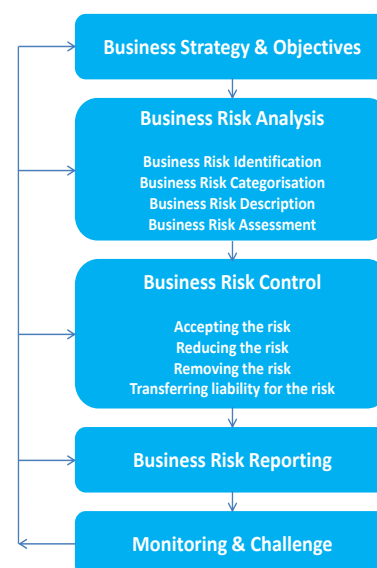 Business Strategy & Objectives
Business Risk Analysis
Business Risk Identification
Business Risk Categorisation
Business Risk Description
Business Risk Assessment
Business Risk Control
Accepting the risk
Reducing the risk
Removing the risk
Transferring liability for the risk
Business Risk Reporting
Monitoring & Challenge